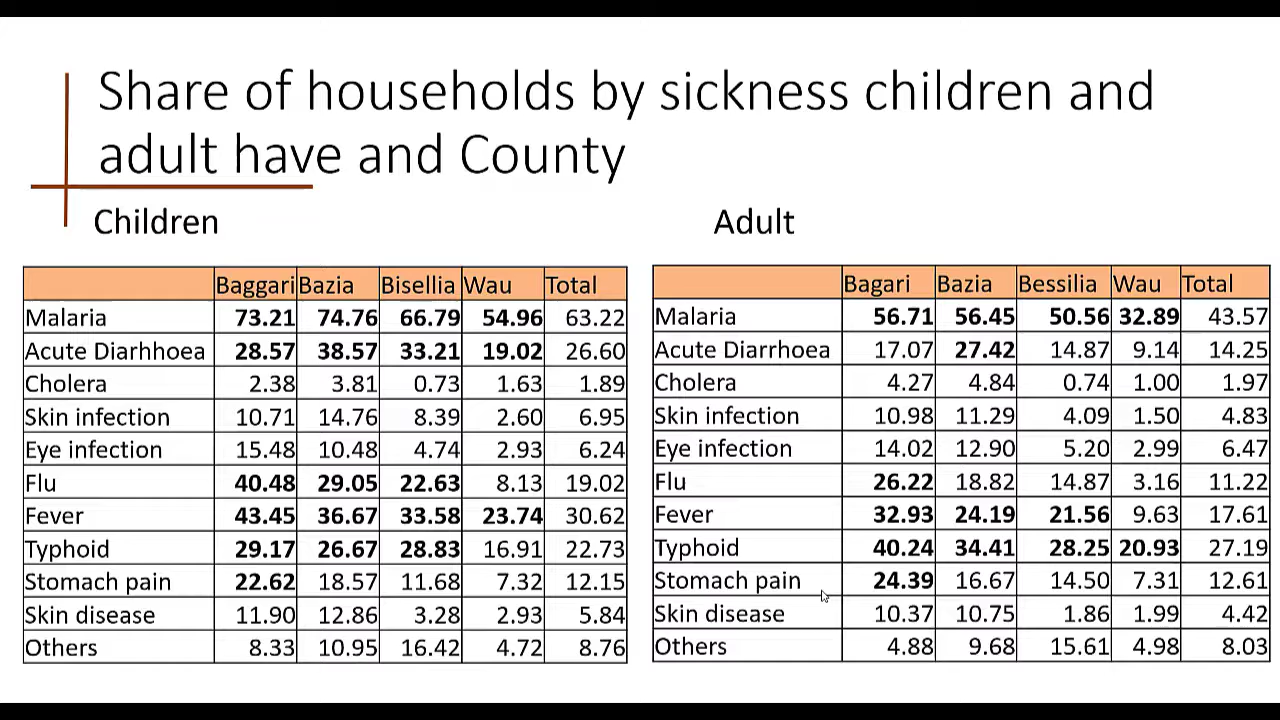 Share of households by sickness children and
adult have and County
Children
Baggari Bazia Bisellia Wau Total
Malaria 73.21 74.76 66.79 54.96 63.22
Acute Diarhhoea 28.57 38.57 33.21 19.02 26.60
Cholera 2.38 3.81 0.73 1.63 1.89
Skin infection 10.71 14.76 8.39 2.60 6.95
Eye infection 15.48 10.48 4.74 2.93 6.24
Flu 40.48 29.05 22.63 8.13 19.02
Fever 43.45 36.67 33.58 23.74 30.62
Typhoid 29.17 26.67 28.83 16.91 22.73
Stomach pain 22.62 18.57 11.68 7.32 12.15
Skin disease 11.90 12.86 3.28 2.93 5.84
Others 8.33 10.95 16.42 4.72 8.76
Adult
Bagari Bazia Bessilia Wau Total
Malaria 56.71 56.45 50.56 32.89 43.57
Acute Diarrhoea 17.07 27.42 14.87 9.14 14.25
Cholera 4.27 4.84 0.74 1.00 1.97
Skin infection 10.98 11.29 4.09 1.50 4.83
Eye infection 14.02 12.90 5.20 2.99 6.47
Flu 26.22 18.82 14.87 3.16 11.22
Fever 32.93 24.19 21.56 9.63 17.61
Typhoid 40.24 34.41 28.25 20.93 27.19
Stomach pain 24.39 16.67 14.50 7.31 12.61
Skin disease 10.37 10.75 1.86 1.99 4.42
Others 4.88 9.68 15.61 4.98 8.03